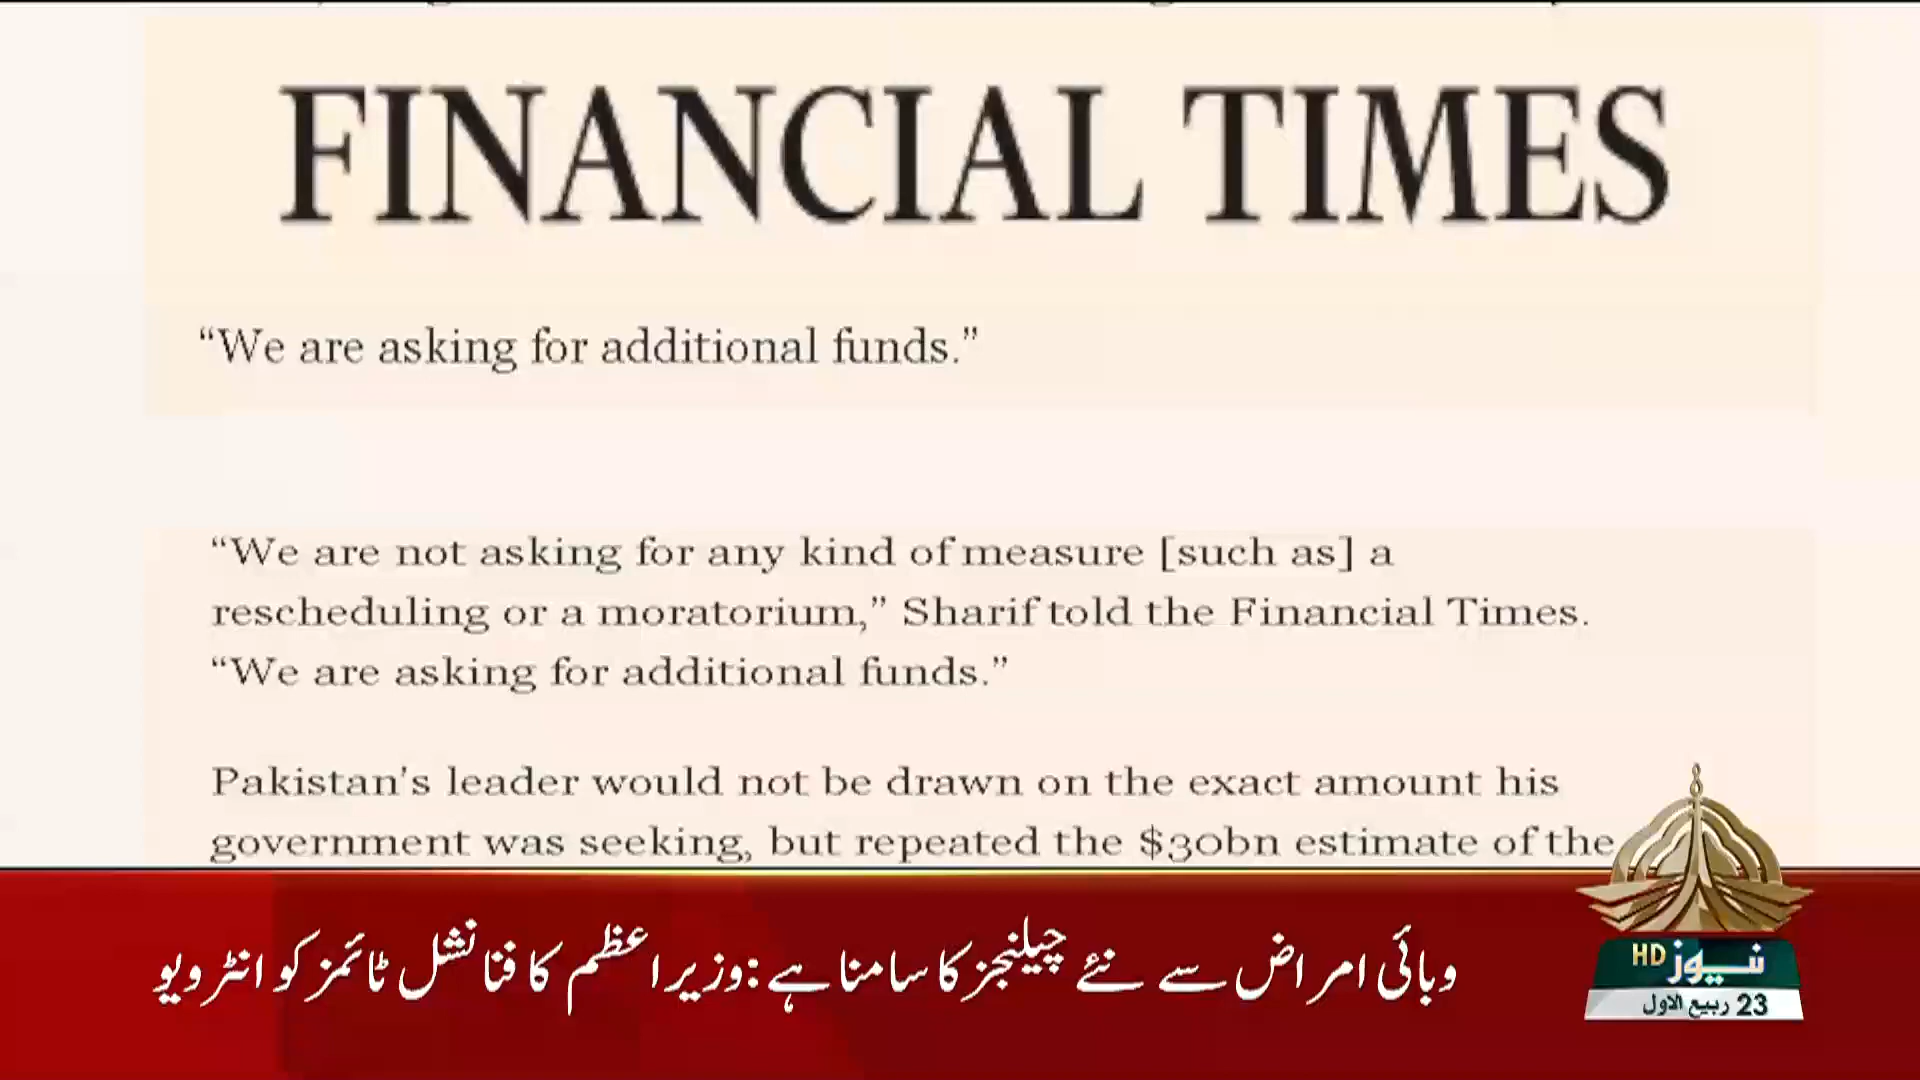 FINANCIAL TIMES
“We are asking for additional funds.”
“We are not asking for any kind of measure [such as] a
rescheduling or a moratorium,” Sharif told the Financial Times.
“We are asking for additional funds.”
Pakistan's leader would not be drawn on the exact amount his
government was seeking, but repeated the $30bn estimate of the
وبائی امراض سے نئے چیلنجز کا سامنا ہے :وزیراعظم کا فنانشل ٹائمز کو انٹرویو
نیوز HD
23 ربیع الاول